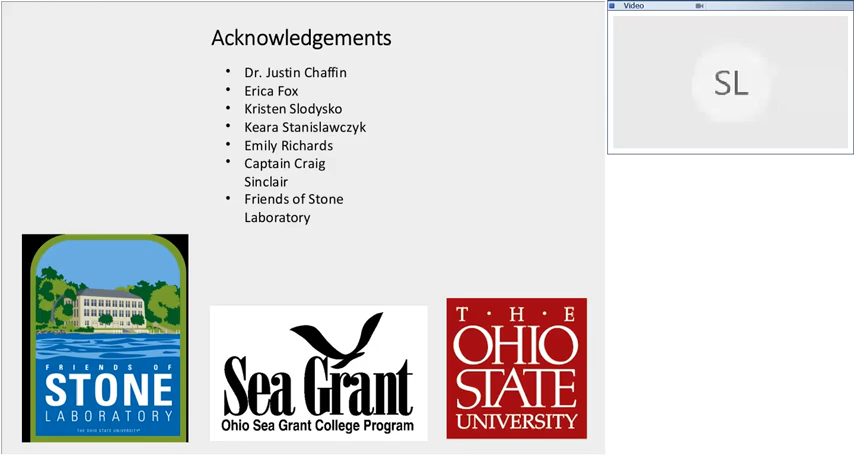 Acknowledgements
• Dr. Justin Chaffin
• Erica Fox
• Kristen Slodysko
• Keara Stanislawczyk
• Emily Richards
• Captain Craig
Sinclair
• Friends of Stone
Laboratory
FRIENDS OF
STONE
LABORATORY
THE OHIO STATE UNIVERSITY
Sea Grant
Ohio Sea Grant College Program
T·H·E
OHIO
STATE
UNIVERSITY
Video
SL